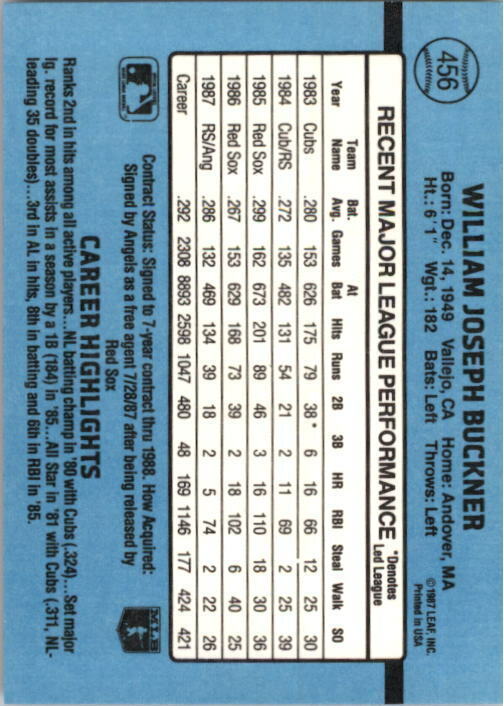 456
WILLIAM JOSEPH BUCKNER
Born: Dec. 14, 1949 Vallejo, CA Home: Andover, MA
Ht.: 6'1" Wgt.: 182 Bats: Left Throws: Left
©1987 LEAF, INC.
Printed in USA
RECENT MAJOR LEAGUE PERFORMANCE *Denotes Led League
Year Team Name Bat. Avg. Games At Bat Hits Runs 2B 3B HR RBI Steal Walk SO
1983 Cubs .280 153 626 175 79 38* 6 16 66 12 25 30
1984 Cub/RS .272 135 482 131 54 21 2 11 69 2 25 39
1985 Red Sox .299 162 673 201 89 46 3 16 110 18 30 36
1986 Red Sox .267 153 629 168 73 39 2 18 102 6 40 25
1987 RS/Ang .286 132 469 134 39 18 2 5 74 2 22 26
Career .292 2308 8893 2598 1047 480 48 169 1146 177 424 421
Contract Status: Signed to 7-year contract thru 1988. How Acquired:
Signed by Angels as a free agent 7/28/87 after being released by
Red Sox
MLB
CAREER HIGHLIGHTS
Ranks 2nd in hits among all active players...NL batting champ in '80 with Cubs (.324)...Set major
lg. record for most assists in a season by a 1B (184) in '85...All Star in '81 with Cubs (.311, NL-
leading 35 doubles)...3rd in AL in hits, 8th in batting and 6th in RBI in '85.